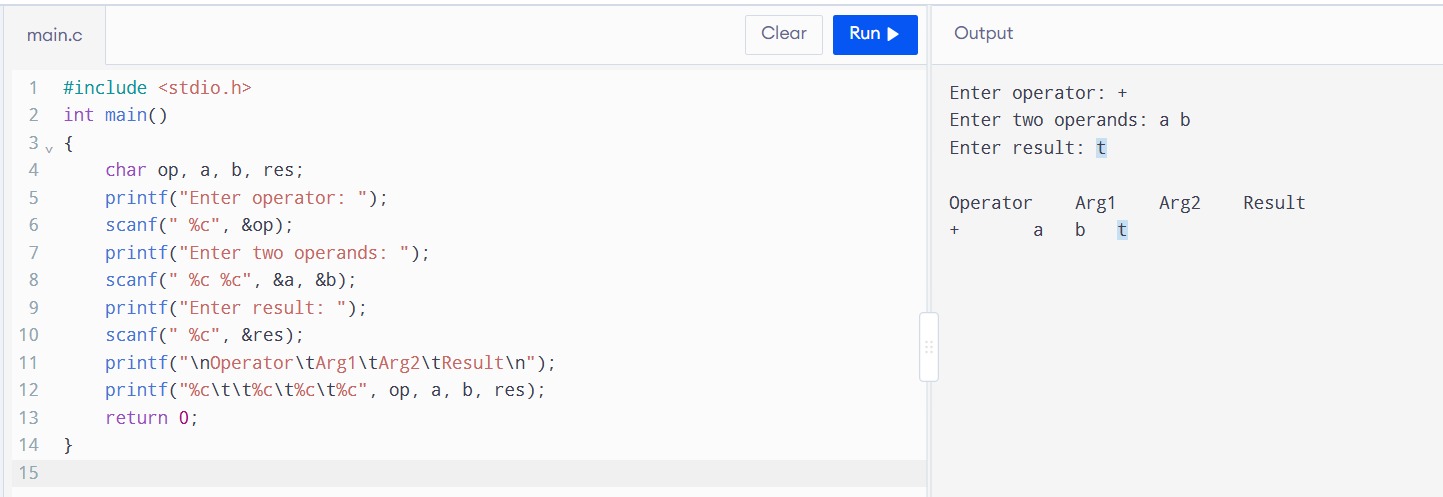 main.c
Clear
Run
1 #include <stdio.h>
2 int main()
3 {
4     char op, a, b, res;
5     printf("Enter operator: ");
6     scanf(" %c", &op);
7     printf("Enter two operands: ");
8     scanf(" %c %c", &a, &b);
9     printf("Enter result: ");
10     scanf(" %c", &res);
11     printf("\nOperator\tArg1\tArg2\tResult\n");
12     printf("%c\t\t%c\t%c\t%c", op, a, b, res);
13     return 0;
14 }
15
Output
Enter operator: +
Enter two operands: a b
Enter result: t
Operator    Arg1    Arg2    Result
+       a   b   t